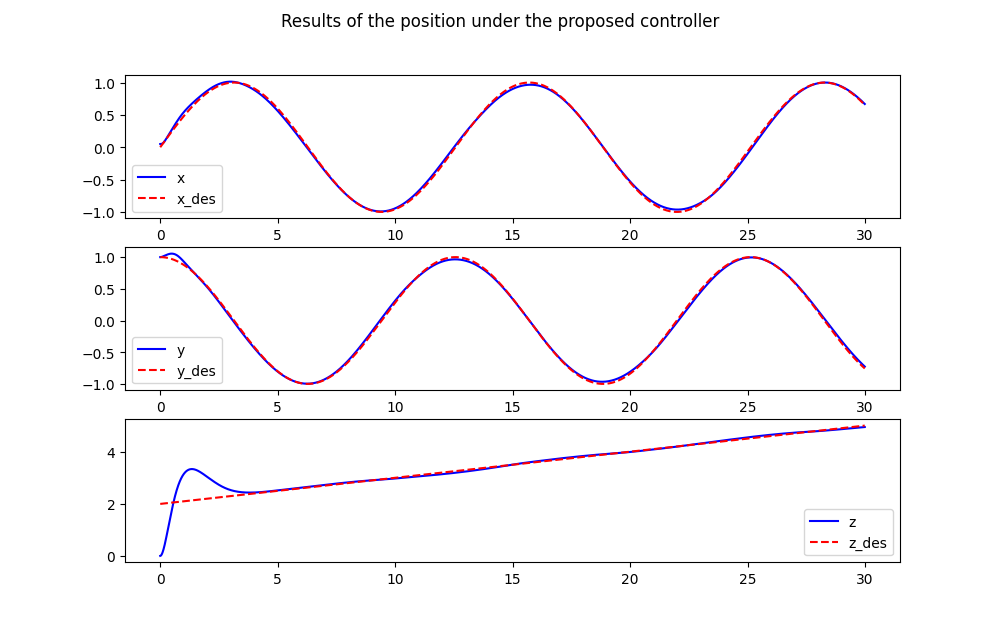 Results of the position under the proposed controller
1.0
0.5
0.0
−0.5
−1.0
x
x_des
0 5 10 15 20 25 30
1.0
0.5
0.0
−0.5
−1.0
y
y_des
0 5 10 15 20 25 30
4
2
0
z
z_des
0 5 10 15 20 25 30